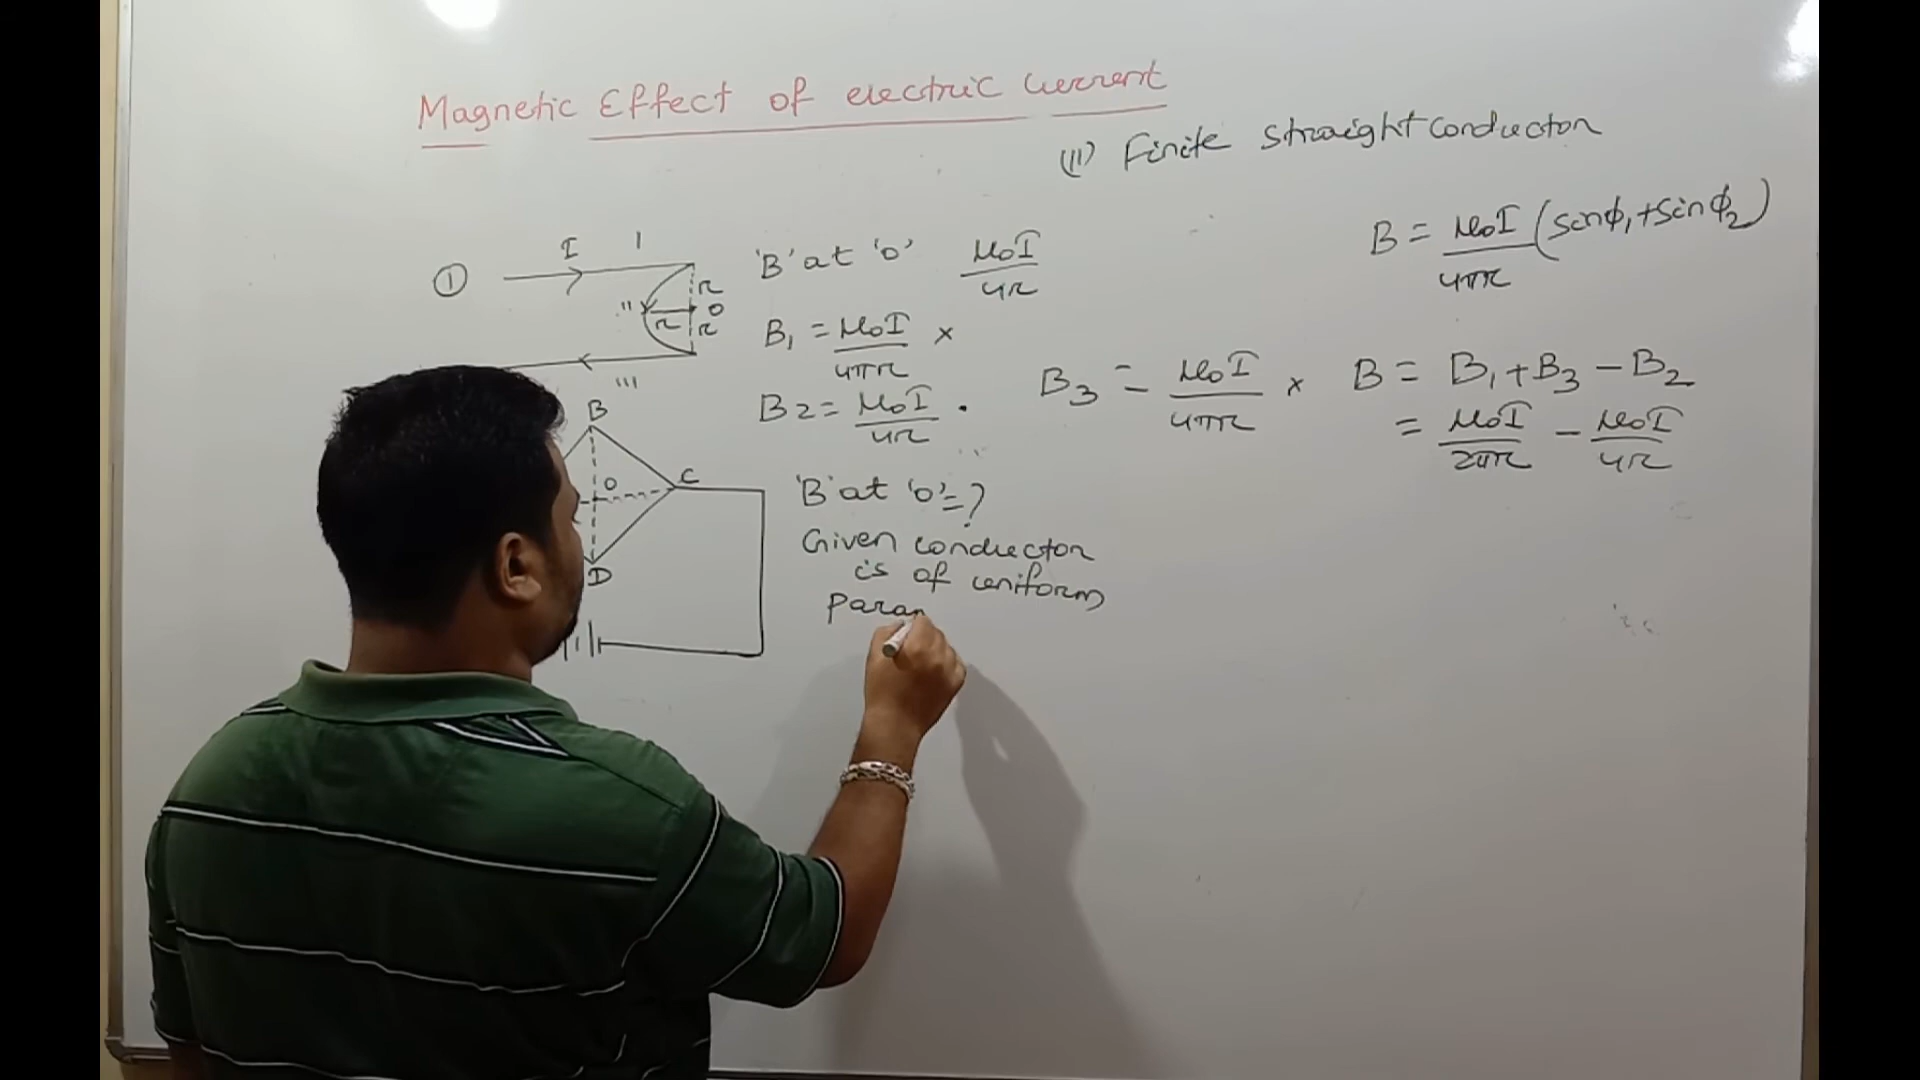 Magnetic Effect of electric current
(11) Finite straight conductor
B = μ₀I/4πr (sinφ₁+sinφ₂)
① I I
r
" r O
r
'''
'B' at 'o' μ₀I/4r
B₁ = μ₀I/4πr ×
B2 = μ₀I/4r .
B₃ = μ₀I/4πr ×
B = B₁+B₃-B₂
= μ₀I/2πr - μ₀I/4r
B
O C
D
'B' at 'o'=?
Given conductor
is of uniform
Param